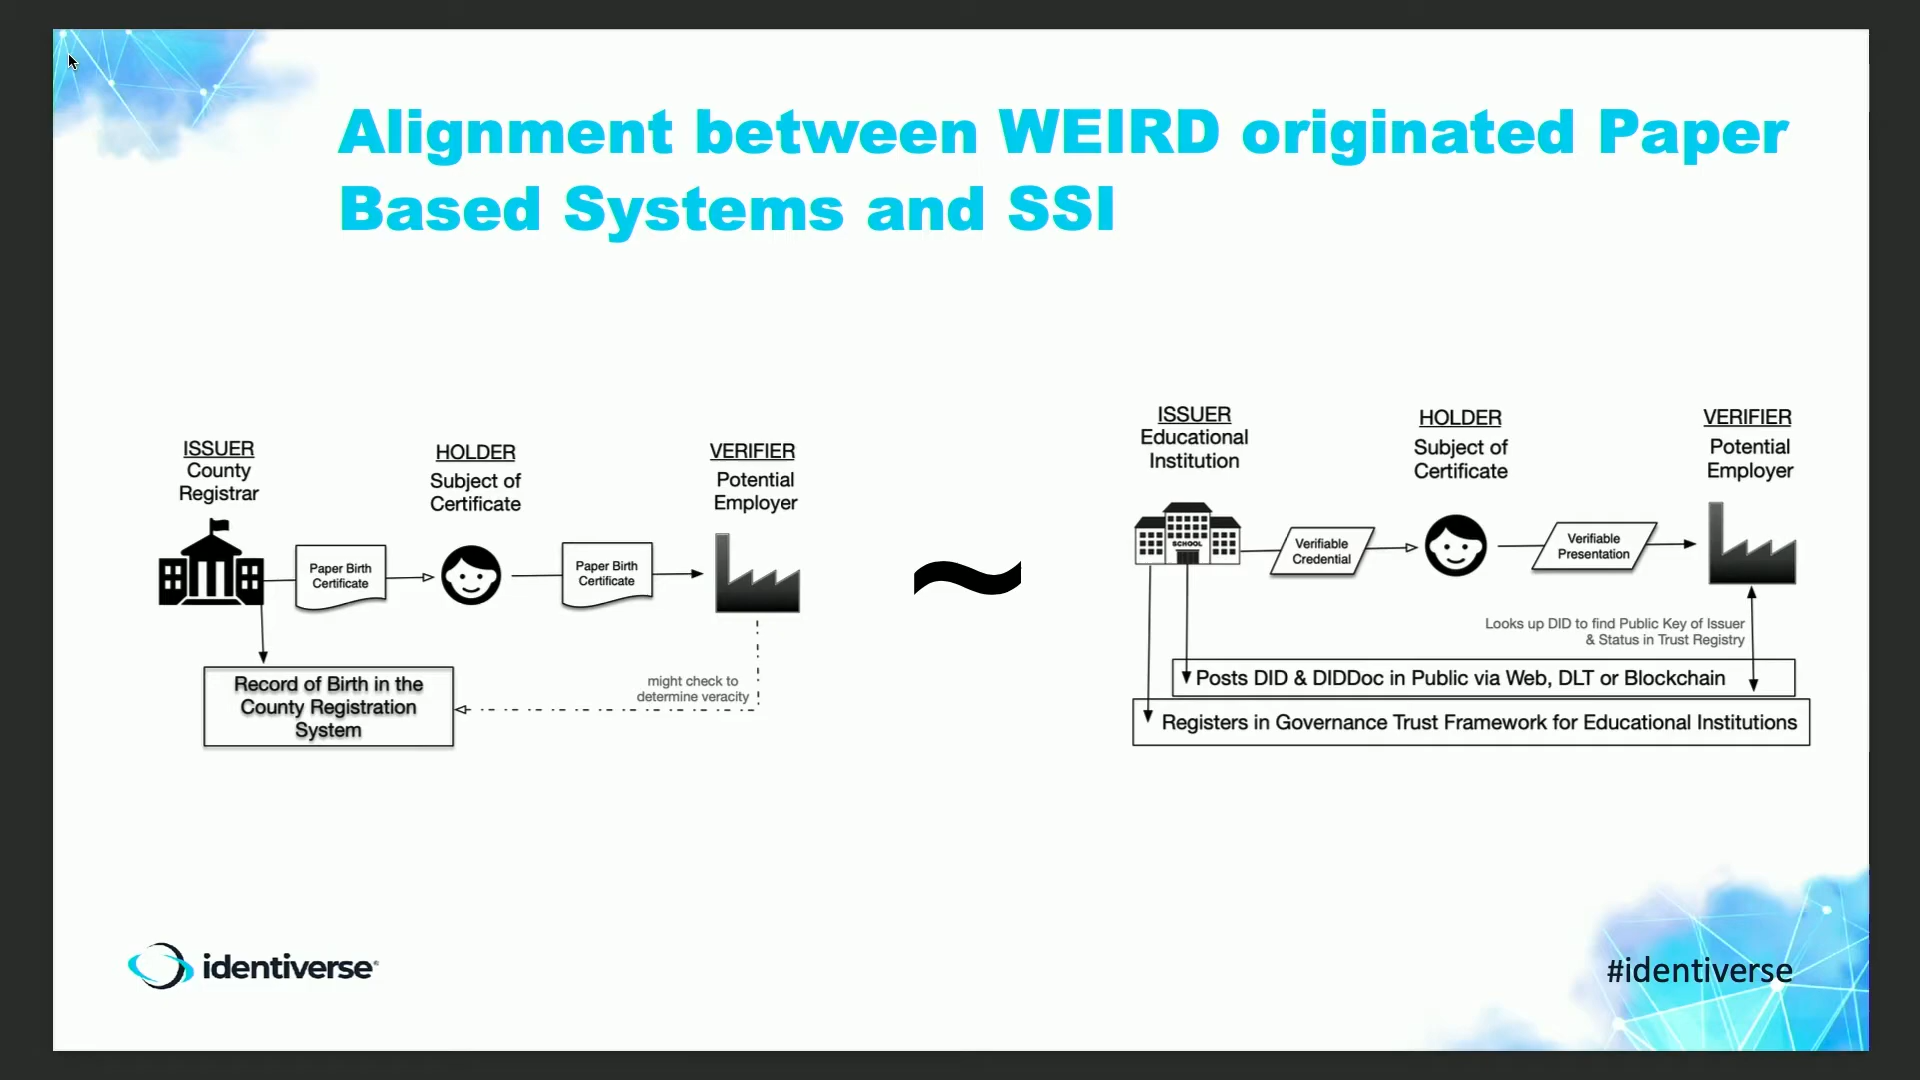 Alignment between WEIRD originated Paper
Based Systems and SSI
ISSUER
County
Registrar
HOLDER
Subject of
Certificate
VERIFIER
Potential
Employer
Paper Birth
Certificate
Paper Birth
Certificate
might check to
determine veracity
Record of Birth in the
County Registration
System
~
ISSUER
Educational
Institution
HOLDER
Subject of
Certificate
VERIFIER
Potential
Employer
SCHOOL
Verifiable
Credential
Verifiable
Presentation
Looks up DID to find Public Key of Issuer
& Status in Trust Registry
Posts DID & DIDDoc in Public via Web, DLT or Blockchain
Registers in Governance Trust Framework for Educational Institutions
identiverse
#identiverse